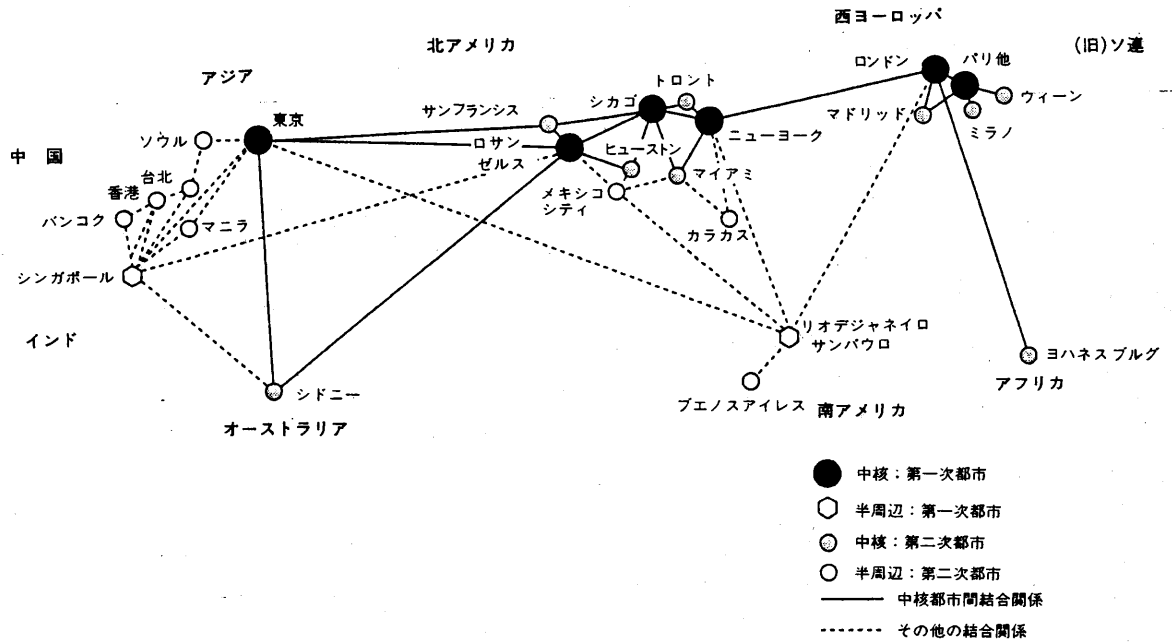 西ヨーロッパ
北アメリカ
(旧)ソ連
アジア
ロンドン
パリ他
トロント
シカゴ
サンフランシス
ウィーン
マドリッド
ミラノ
東京
ニューヨーク
ソウル
ロサン
ゼルス
ヒューストン
中国
台北
香港
マイアミ
メキシコ
シティ
バンコク
マニラ
カラカス
シンガポール
インド
リオデジャネイロ
サンパウロ
ヨハネスブルグ
アフリカ
シドニー
ブエノスアイレス
南アメリカ
オーストラリア
中核：第一次都市
半周辺：第一次都市
中核：第二次都市
半周辺：第二次都市
中核都市間結合関係
その他の結合関係